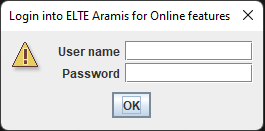 Login into ELTE Aramis for Online features
User name
Password
OK